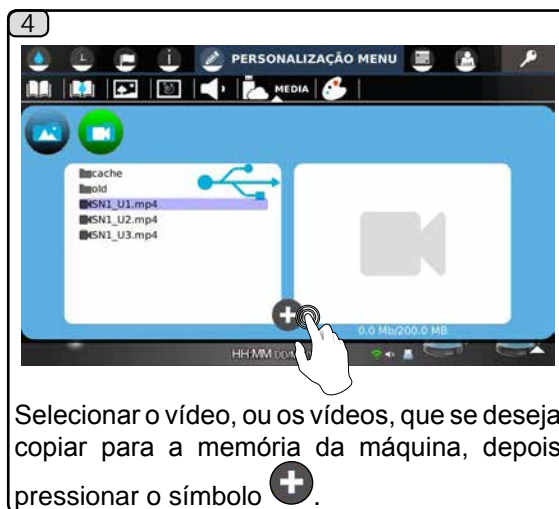 4
PERSONALIZAÇÃO MENU
MEDIA
cache
old
SN1_U1.mp4
SN1_U2.mp4
SN1_U3.mp4
0.0 Mb/200.0 MB
HH:MM
Selecionar o vídeo, ou os vídeos, que se deseja
copiar para a memória da máquina, depois
pressionar o símbolo .